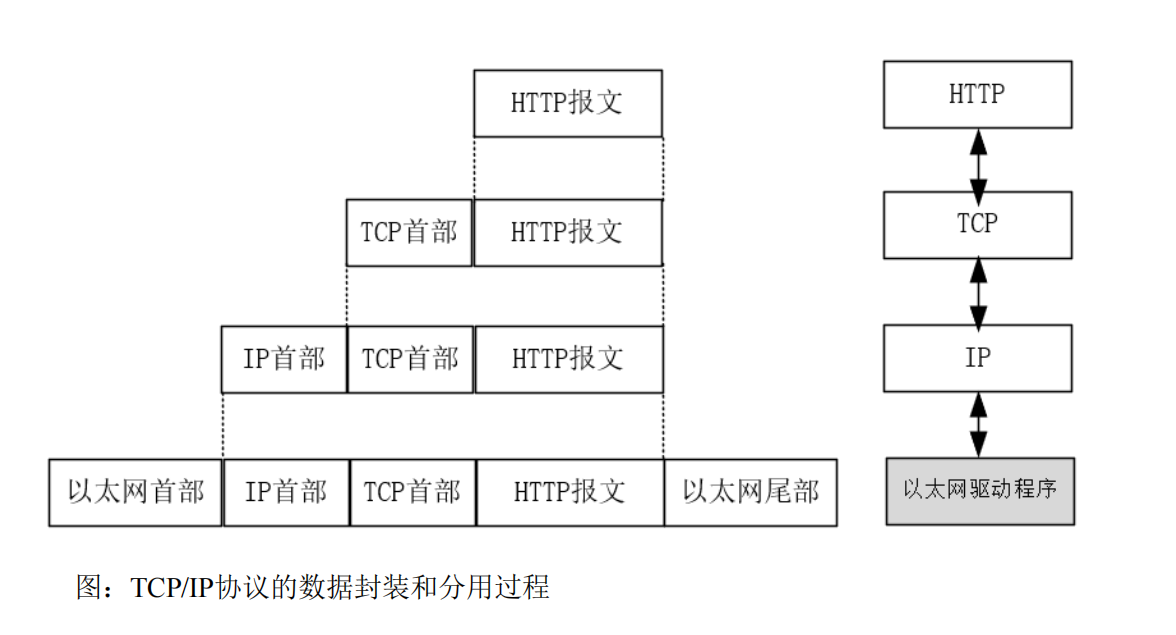 HTTP报文
HTTP
TCP首部 HTTP报文
TCP
IP首部 TCP首部 HTTP报文
IP
以太网首部 IP首部 TCP首部 HTTP报文 以太网尾部
以太网驱动程序
图：TCP/IP协议的数据封装和分用过程